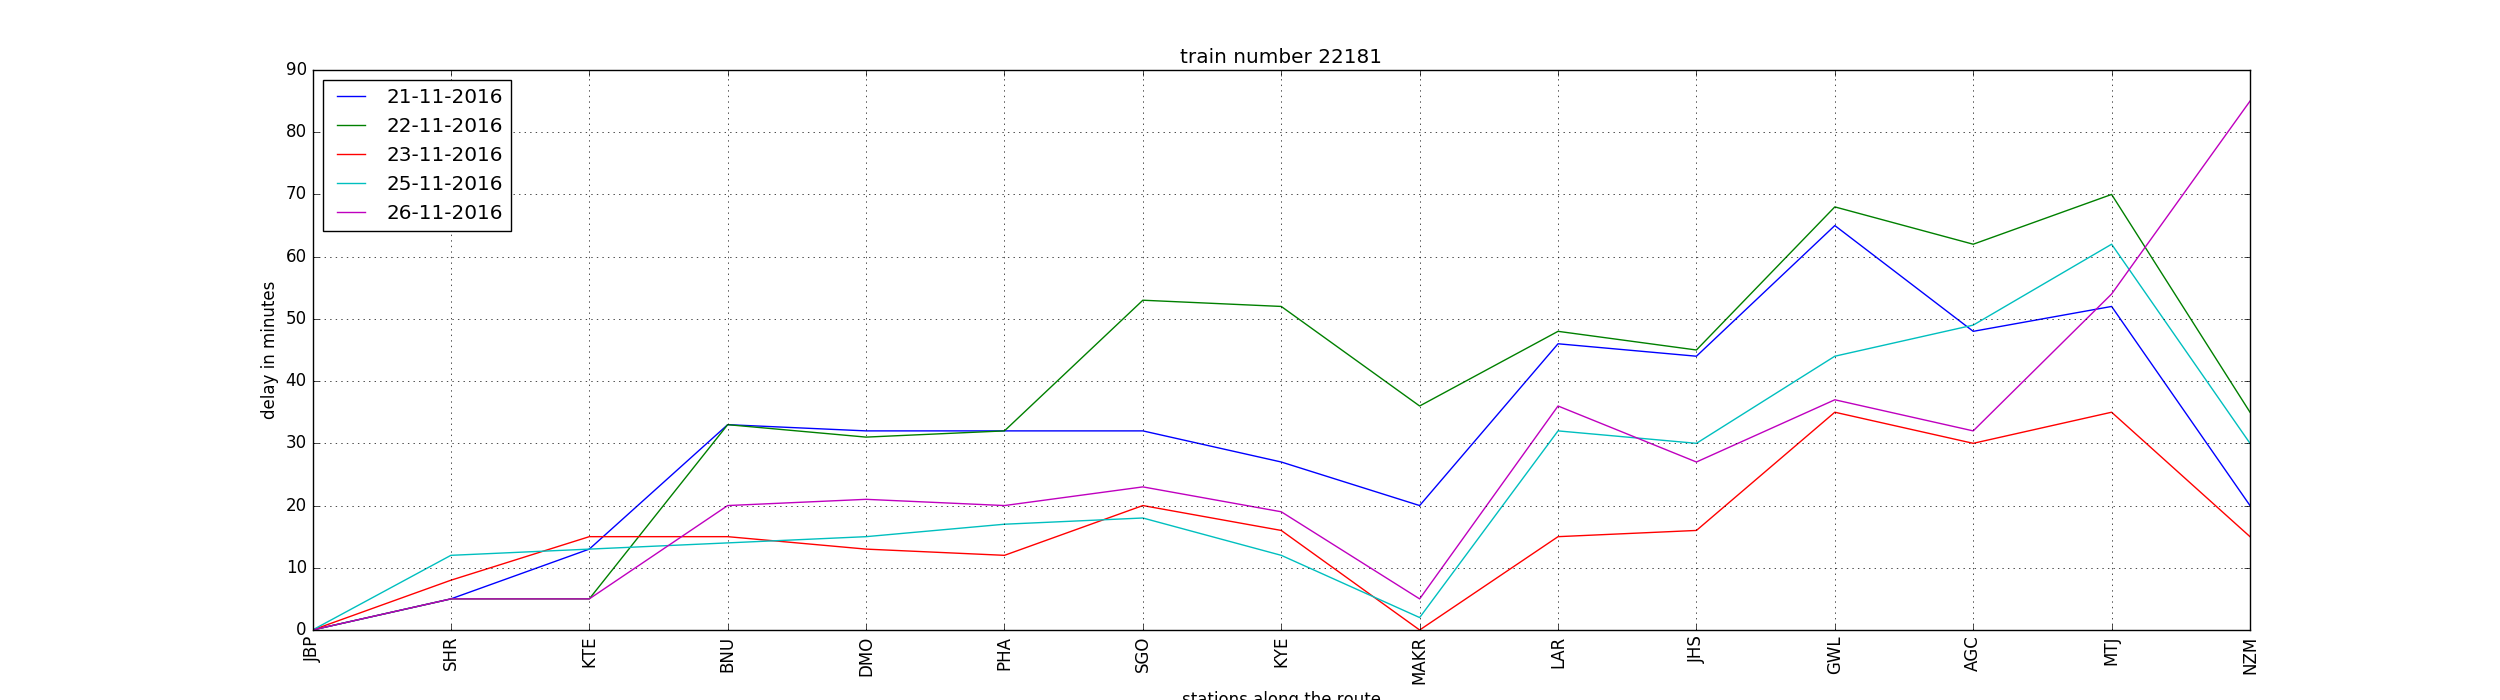 train number 22181
90
80
70
60
50
40
30
20
10
0
delay in minutes
21-11-2016
22-11-2016
23-11-2016
25-11-2016
26-11-2016
JBP
SHR
KTE
BNU
DMO
PHA
SGO
KYE
MAKR
LAR
JHS
GWL
AGC
MTJ
NZM
stations along the route